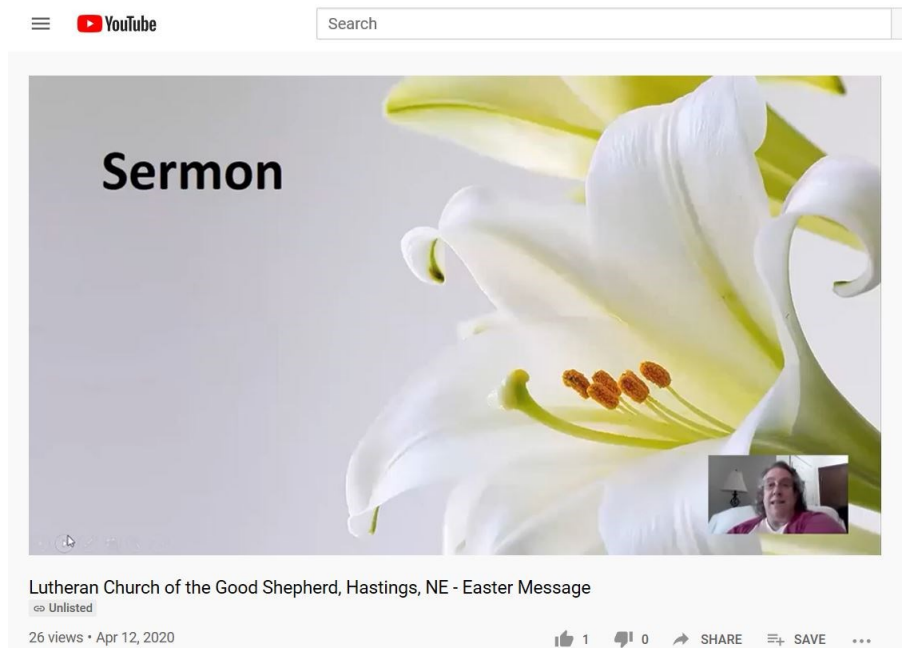 YouTube
Search
Sermon
Lutheran Church of the Good Shepherd, Hastings, NE - Easter Message
Unlisted
26 views • Apr 12, 2020
1
0
SHARE
SAVE